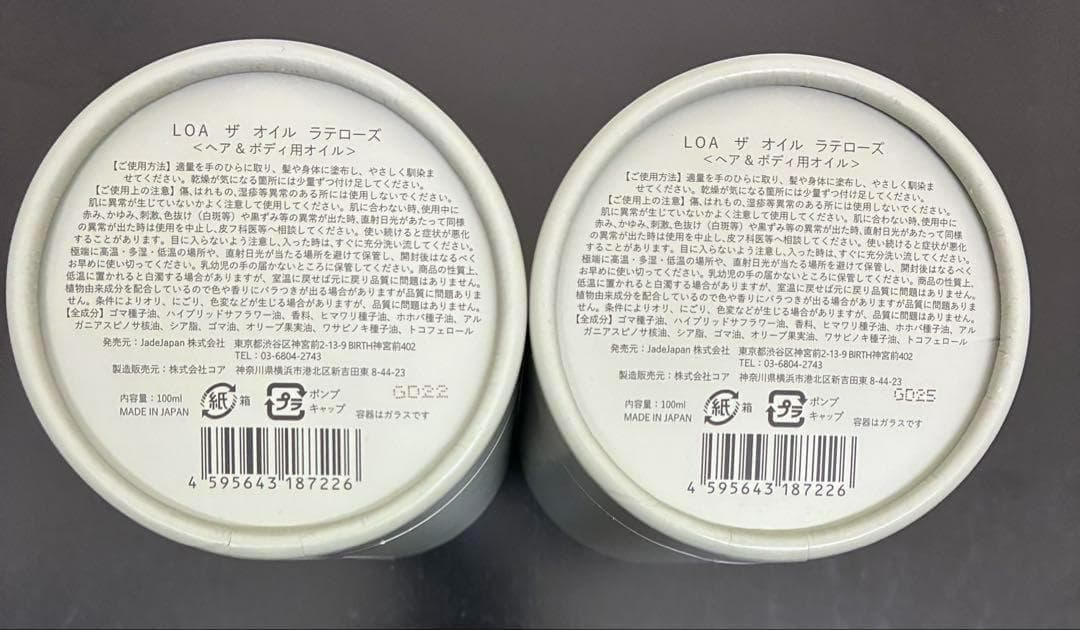 LOA ザ オイル ラテローズ
<ヘア&ボディ用オイル>
【ご使用方法】適量を手のひらに取り、髪や身体に塗布し、やさしく馴染ま
せてください。乾燥が気になる箇所には少量ずつ付け足してください。
【ご使用上の注意】傷、はれもの、湿疹等異常のある所には使用しないでください。
肌に異常が生じていないかよく注意して使用してください。肌に合わない時、使用中に
赤み、かゆみ、刺激、色抜け(白斑等)や黒ずみ等の異常が出た時、直射日光があたって同様
の異常が出た時は使用を中止し、皮フ科医等へ相談してください。使い続けると症状が悪化
することがあります。目に入らないよう注意し、入った時は、すぐに充分洗い流してください。
極端に高温・多湿・低温の場所や、直射日光が当たる場所を避けて保管し、開封後はなるべく
お早めに使い切ってください。乳幼児の手の届かないところに保管してください。商品の性質上、
低温に置かれると白濁する場合がありますが、室温に戻せば元に戻り品質に問題はありません。
植物由来成分を配合しているので色や香りにバラつきが出る場合がありますが品質に問題ありませ
ん。条件によりオリ、にごり、色変などが生じる場合がありますが、品質に問題はありません。
【全成分】ゴマ種子油、ハイブリッドサフラワー油、香料、ヒマワリ種子油、ホホバ種子油、アル
ガニアスピノサ核油、シア脂、ゴマ油、オリーブ果実油、ワサビノキ種子油、トコフェロール
発売元:JadeJapan 株式会社 東京都渋谷区神宮前2-13-9 BIRTH神宮前402
TEL:03-6804-2743
製造販売元:株式会社コア 神奈川県横浜市港北区新吉田東 8-44-23
内容量:100ml 紙 箱 プラ ポンプ GD22
MADE IN JAPAN キャップ 容器はガラスです
4 595643 187226
LOA ザ オイル ラテローズ
<ヘア&ボディ用オイル>
【ご使用方法】適量を手のひらに取り、髪や身体に塗布し、やさしく馴染ま
せてください。乾燥が気になる箇所には少量ずつ付け足してください。
【ご使用上の注意】傷、はれもの、湿疹等異常のある所には使用しないでください。
肌に異常が生じていないかよく注意して使用してください。肌に合わない時、使用中に
赤み、かゆみ、刺激、色抜け(白斑等)や黒ずみ等の異常が出た時、直射日光があたって同様
の異常が出た時は使用を中止し、皮フ科医等へ相談してください。使い続けると症状が悪化
することがあります。目に入らないよう注意し、入った時は、すぐに充分洗い流してください。
極端に高温・多湿・低温の場所や、直射日光が当たる場所を避けて保管し、開封後はなるべく
お早めに使い切ってください。乳幼児の手の届かないところに保管してください。商品の性質上、
低温に置かれると白濁する場合がありますが、室温に戻せば元に戻り品質に問題はありません。
植物由来成分を配合しているので色や香りにバラつきが出る場合がありますが品質に問題ありませ
ん。条件によりオリ、にごり、色変などが生じる場合がありますが、品質に問題はありません。
【全成分】ゴマ種子油、ハイブリッドサフラワー油、香料、ヒマワリ種子油、ホホバ種子油、アル
ガニアスピノサ核油、シア脂、ゴマ油、オリーブ果実油、ワサビノキ種子油、トコフェロール
発売元:JadeJapan 株式会社 東京都渋谷区神宮前2-13-9 BIRTH神宮前402
TEL:03-6804-2743
製造販売元:株式会社コア 神奈川県横浜市港北区新吉田東 8-44-23
内容量:100ml 紙 箱 プラ ポンプ GD25
MADE IN JAPAN キャップ 容器はガラスです
4 595643 187226